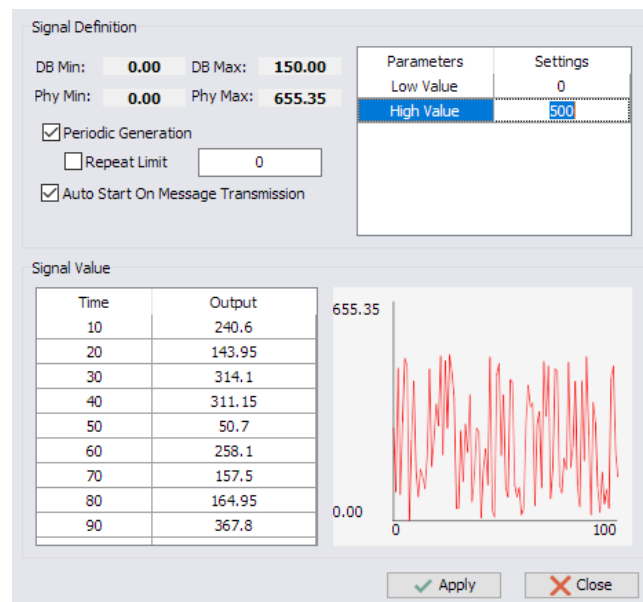 Signal Definition
DB Min: 0.00 DB Max: 150.00
Phy Min: 0.00 Phy Max: 655.35
Periodic Generation
Repeat Limit 0
Auto Start On Message Transmission
Parameters Settings
Low Value 0
High Value 500
Signal Value
Time Output
10 240.6
20 143.95
30 314.1
40 311.15
50 50.7
60 258.1
70 157.5
80 164.95
90 367.8
655.35
0.00
0 100
Apply Close